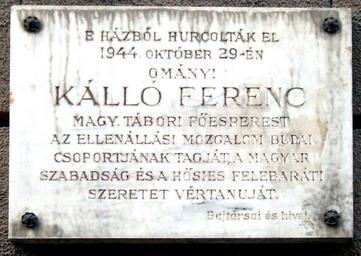 E HÁZBÓL HURCOLTÁK EL
1944 OKTÓBER 29-ÉN
OMÁNYI
KÁLLÓ FERENC
MAGY. TÁBORI FŐESPEREST
AZ ELLENÁLLÁSI MOZGALOM BUDAI
CSOPORTJÁNAK TAGJÁT, A MAGYAR
SZABADSÁG ÉS A HŐSIES FELEBARÁTI
SZERETET VÉRTANUJÁT.
Bajtársai és hívei